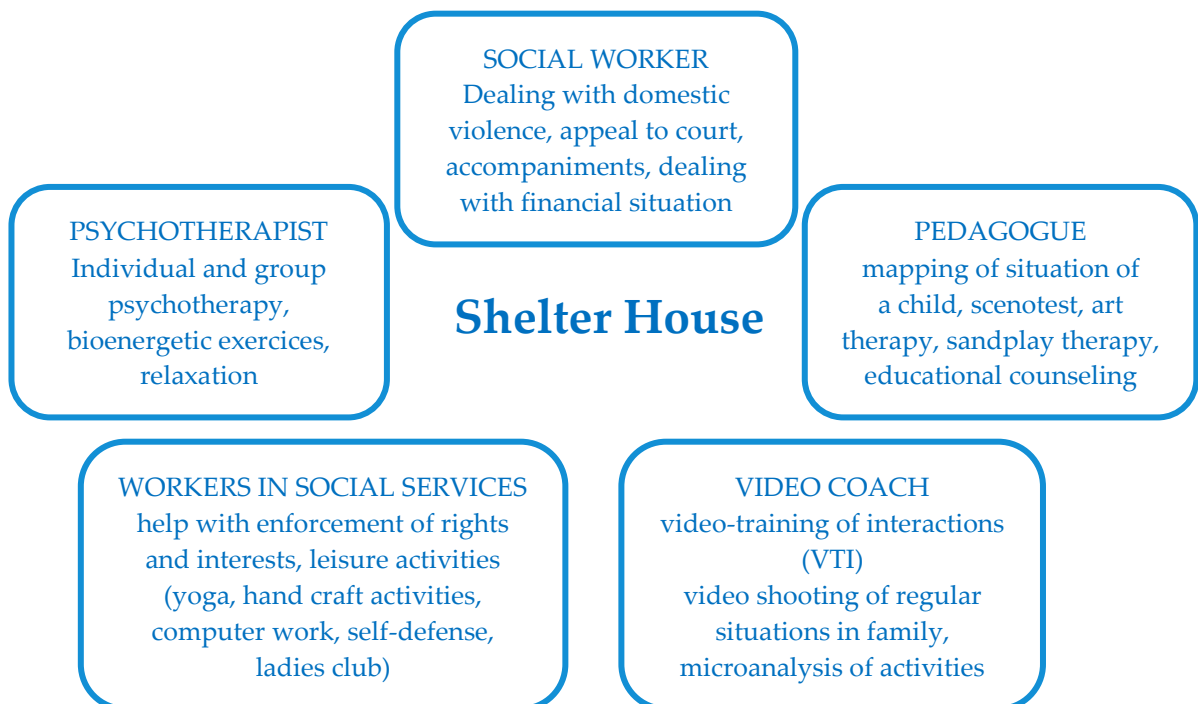 SOCIAL WORKER
Dealing with domestic
violence, appeal to court,
accompaniments, dealing
with financial situation
PSYCHOTHERAPIST
Individual and group
psychotherapy,
bioenergetic exercices,
relaxation
Shelter House
PEDAGOGUE
mapping of situation of
a child, scenotest, art
therapy, sandplay therapy,
educational counseling
WORKERS IN SOCIAL SERVICES
help with enforcement of rights
and interests, leisure activities
(yoga, hand craft activities,
computer work, self-defense,
ladies club)
VIDEO COACH
video-training of interactions
(VTI)
video shooting of regular
situations in family,
microanalysis of activities